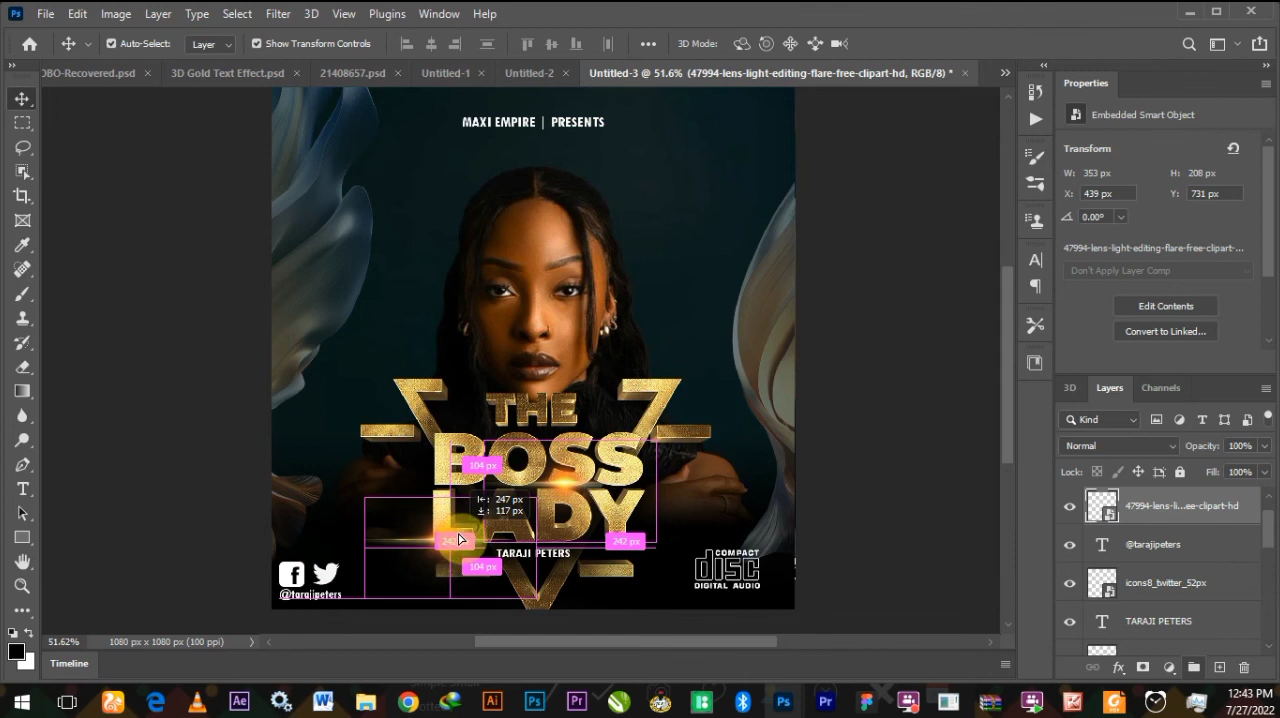 Ps File Edit Image Layer Type Select Filter 3D View Plugins Window Help
Auto-Select: Layer Show Transform Controls 3D Mode:
OBO-Recovered.psd × 3D Gold Text Effect.psd × 21408657.psd × Untitled-1 × Untitled-2 × Untitled-3 @ 51.6% (47994-lens-light-editing-flare-free-clipart-hd, RGB/8) * ×
Properties
Embedded Smart Object
Transform
W: 353 px H: 208 px
X: 439 px Y: 731 px
0.00°
47994-lens-light-editing-flare-free-clipart-...
Don't Apply Layer Comp
Edit Contents
Convert to Linked...
3D Layers Channels
Kind
Normal Opacity: 100%
Lock: Fill: 100%
47994-lens-li...ee-clipart-hd
@tarajipeters
icons8_twitter_52px
TARAJI PETERS
MAXI EMPIRE | PRESENTS
THE
BOSS
LADY
104 px
247 px
117 px
242 px
104 px
TARAJI PETERS
@tarajipeters
COMPACT
disc
DIGITAL AUDIO
51.62% 1080 px x 1080 px (100 ppi)
Timeline
Ae W Ai Ps Pr Ps Pr
12:43 PM
7/27/2022